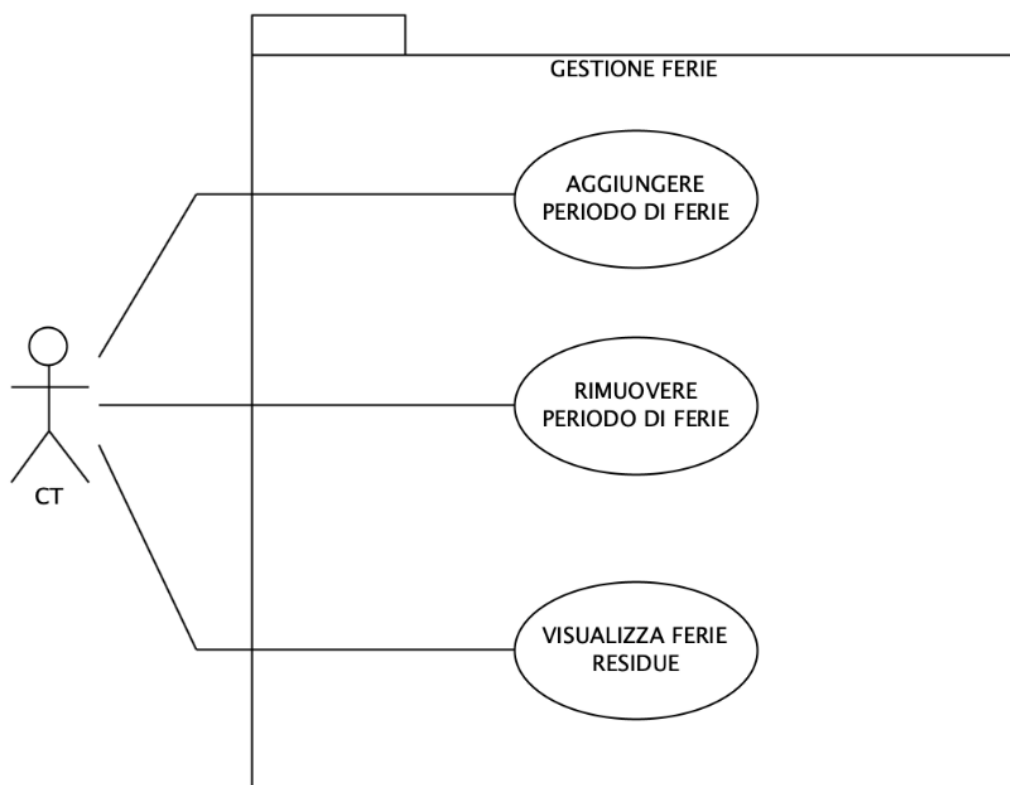 GESTIONE FERIE
AGGIUNGERE
PERIODO DI FERIE
RIMUOVERE
PERIODO DI FERIE
CT
VISUALIZZA FERIE
RESIDUE